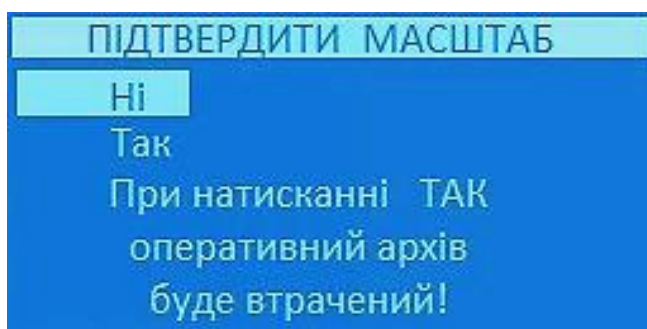 ПІДТВЕРДИТИ МАСШТАБ
Ні
Так
При натисканні ТАК
оперативний архів
буде втрачений!